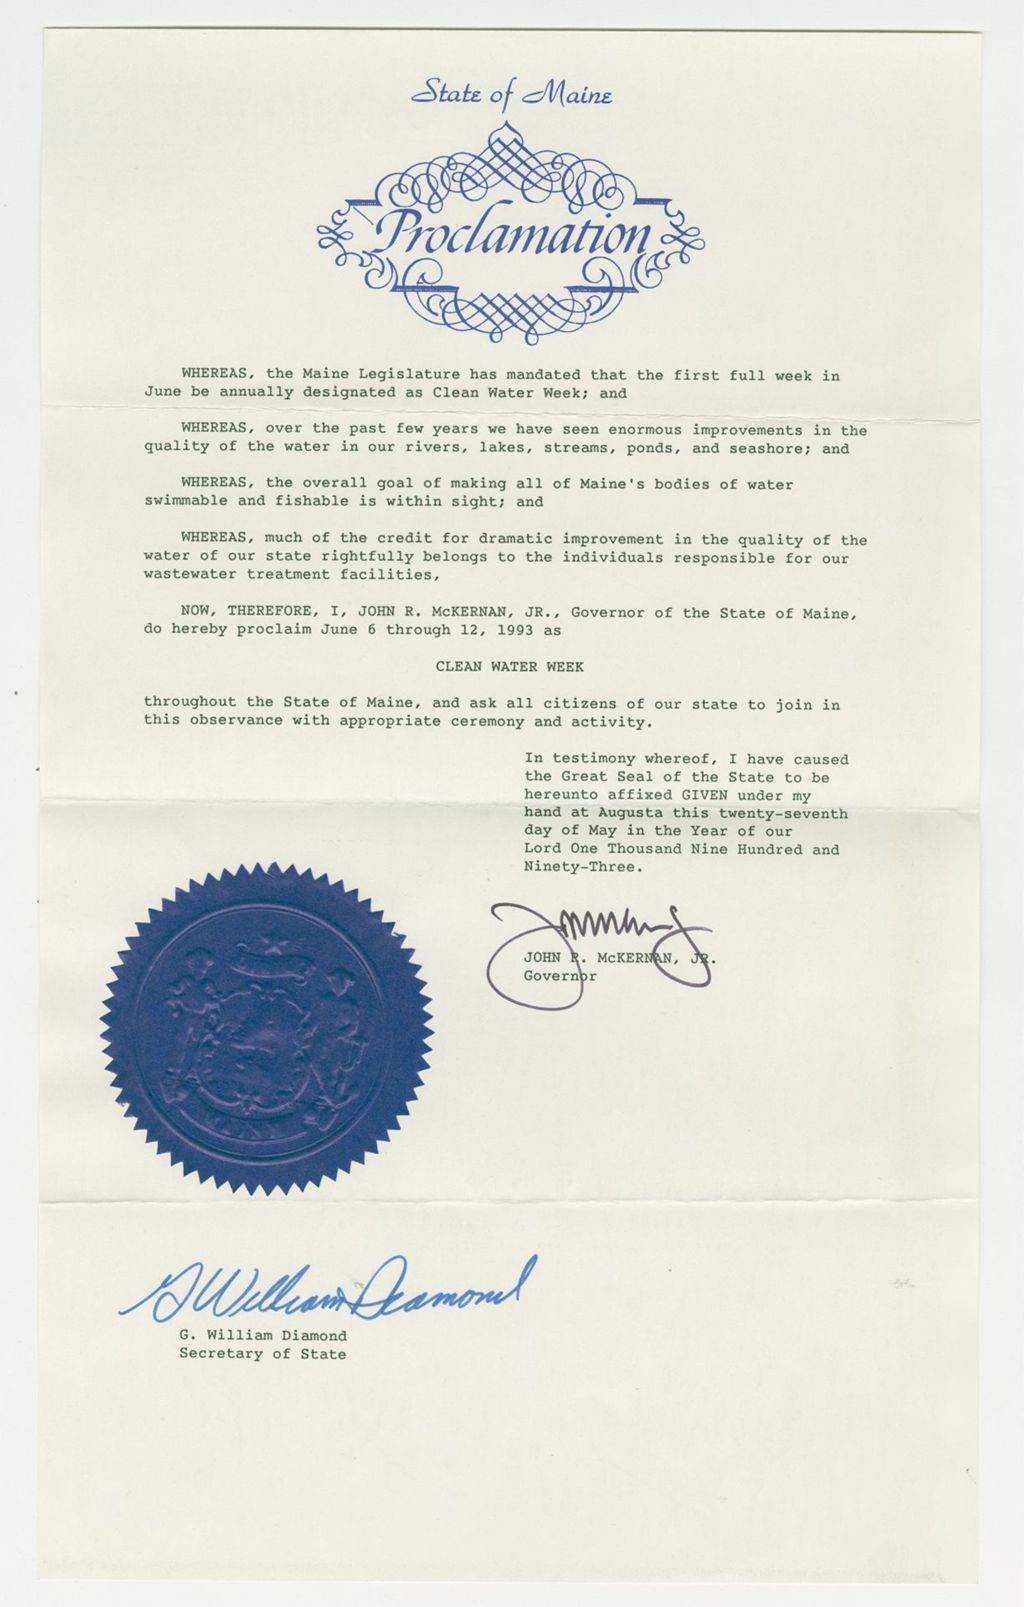 State of Maine
Proclamation
WHEREAS, the Maine Legislature has mandated that the first full week in
June be annually designated as Clean Water Week; and
WHEREAS, over the past few years we have seen enormous improvements in the
quality of the water in our rivers, lakes, streams, ponds, and seashore; and
WHEREAS, the overall goal of making all of Maine's bodies of water
swimmable and fishable is within sight; and
WHEREAS, much of the credit for dramatic improvement in the quality of the
water of our state rightfully belongs to the individuals responsible for our
wastewater treatment facilities,
NOW, THEREFORE, I, JOHN R. McKERNAN, JR., Governor of the State of Maine,
do hereby proclaim June 6 through 12, 1993 as
CLEAN WATER WEEK
throughout the State of Maine, and ask all citizens of our state to join in
this observance with appropriate ceremony and activity.
In testimony whereof, I have caused
the Great Seal of the State to be
hereunto affixed GIVEN under my
hand at Augusta this twenty-seventh
day of May in the Year of our
Lord One Thousand Nine Hundred and
Ninety-Three.
JOHN R. McKERNAN, JR.
Governor
MAINE
G William Diamond
G. William Diamond
Secretary of State